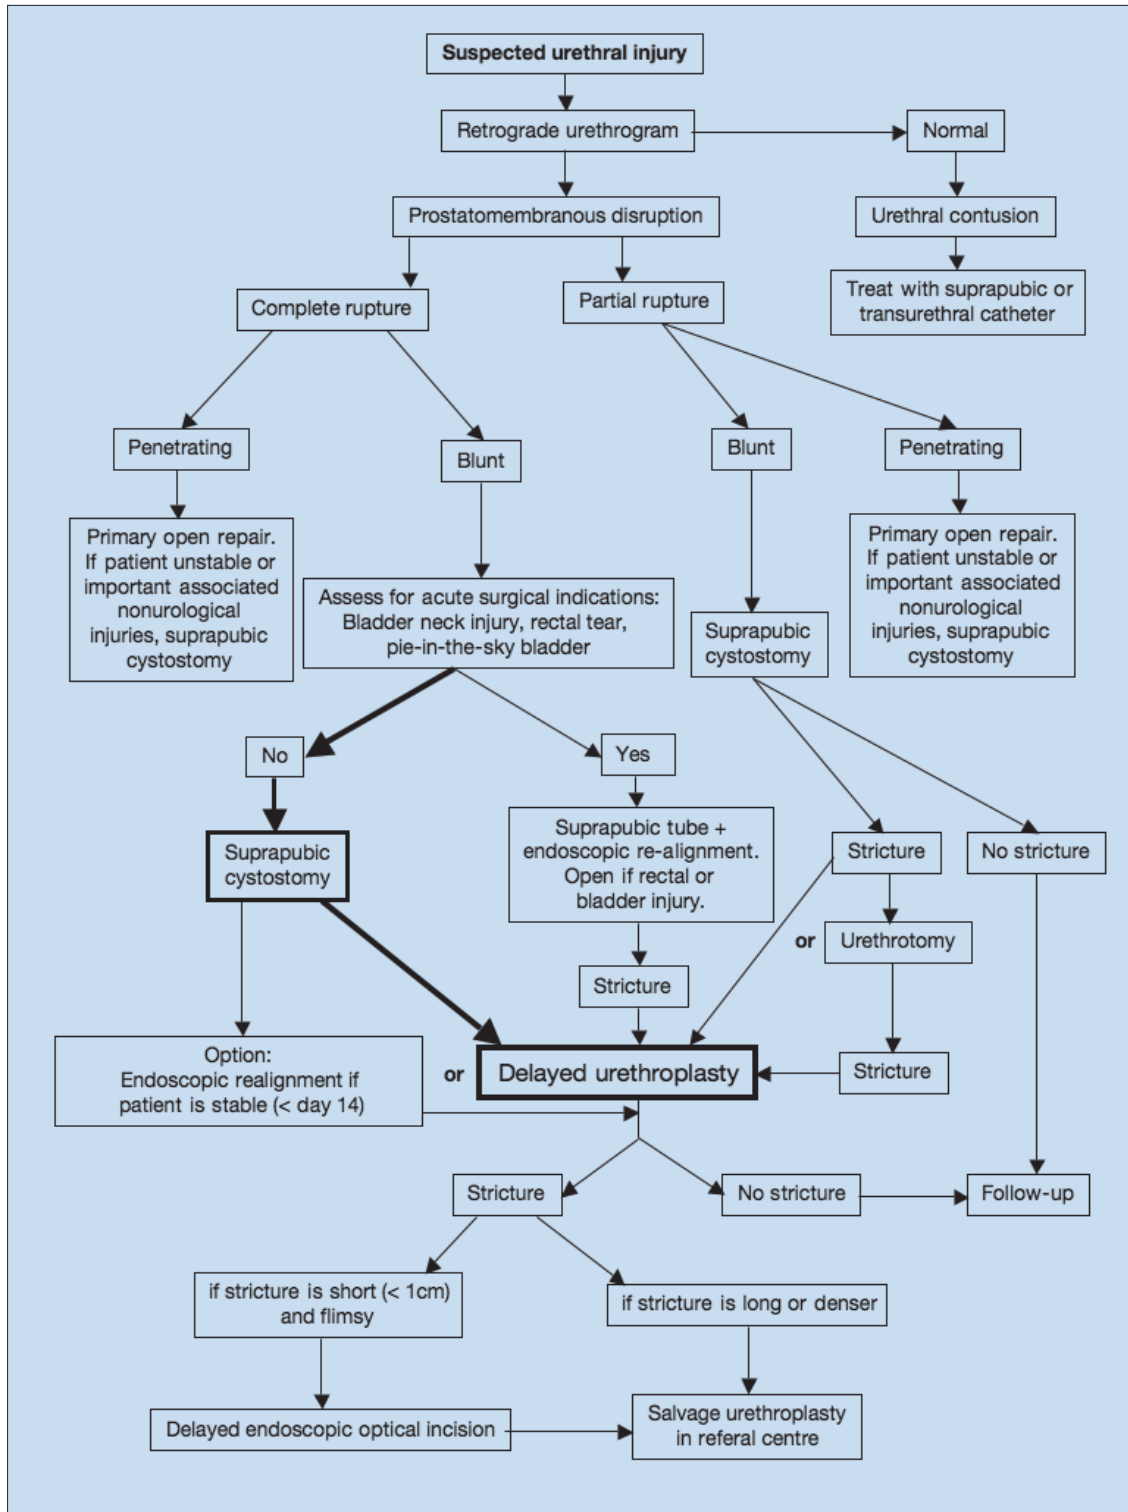 Suspected urethral injury
Retrograde urethrogram
Normal
Prostatomembranous disruption
Urethral contusion
Complete rupture
Partial rupture
Treat with suprapubic or
transurethral catheter
Penetrating
Blunt
Blunt
Penetrating
Primary open repair.
If patient unstable or
important associated
nonurological
injuries, suprapubic
cystostomy
Assess for acute surgical indications:
Bladder neck injury, rectal tear,
pie-in-the-sky bladder
Suprapubic
cystostomy
Primary open repair.
If patient unstable or
important associated
nonurological
injuries, suprapubic
cystostomy
No
Yes
Suprapubic
cystostomy
Suprapubic tube +
endoscopic re-alignment.
Open if rectal or
bladder injury.
Stricture
No stricture
or
Urethrotomy
Stricture
Option:
Endoscopic realignment if
patient is stable (< day 14)
or
Delayed urethroplasty
Stricture
Stricture
No stricture
Follow-up
if stricture is short (< 1cm)
and flimsy
if stricture is long or denser
Delayed endoscopic optical incision
Salvage urethroplasty
in referal centre